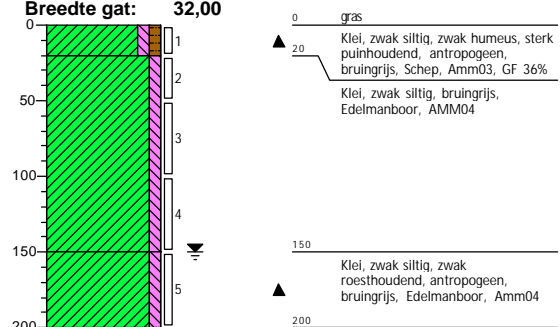 Breedte gat: 32,00
0
50
100
150
200
1
2
3
4
5
0 gras
Klei, zwak siltig, zwak humeus, sterk
20
puinhoudend, antropogeen,
bruingrijs, Schep, Amm03, GF 36%
Klei, zwak siltig, bruingrijs,
Edelmanboor, AMM04
150
Klei, zwak siltig, zwak
roesthoudend, antropogeen,
bruingrijs, Edelmanboor, Amm04
200